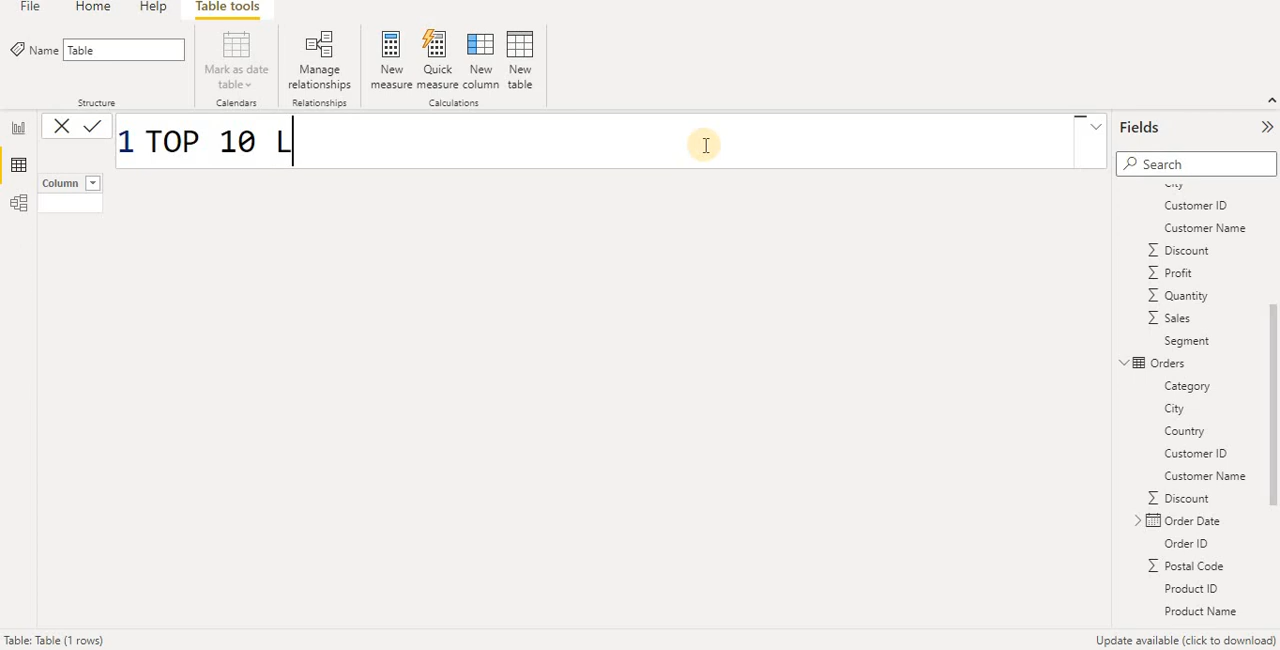 File Home Help Table tools
Name Table
Mark as date table
Manage relationships
New measure
Quick measure
New column
New table
Structure Calendars Relationships Calculations
1 TOP 10 L
Column
Fields
Search
City
Customer ID
Customer Name
Discount
Profit
Quantity
Sales
Segment
Orders
Category
City
Country
Customer ID
Customer Name
Discount
Order Date
Order ID
Postal Code
Product ID
Product Name
Table: Table (1 rows) Update available (click to download)